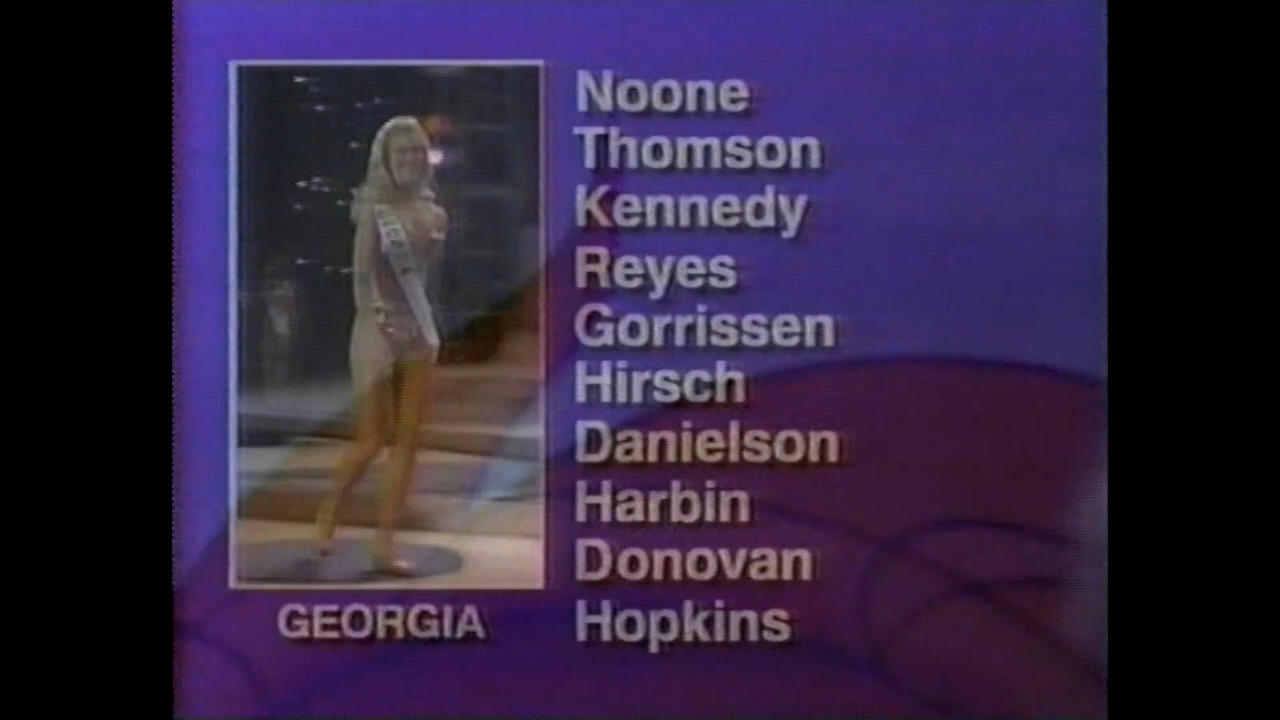 Noone
Thomson
Kennedy
Reyes
Gorrissen
Hirsch
Danielson
Harbin
Donovan
Hopkins
GEORGIA